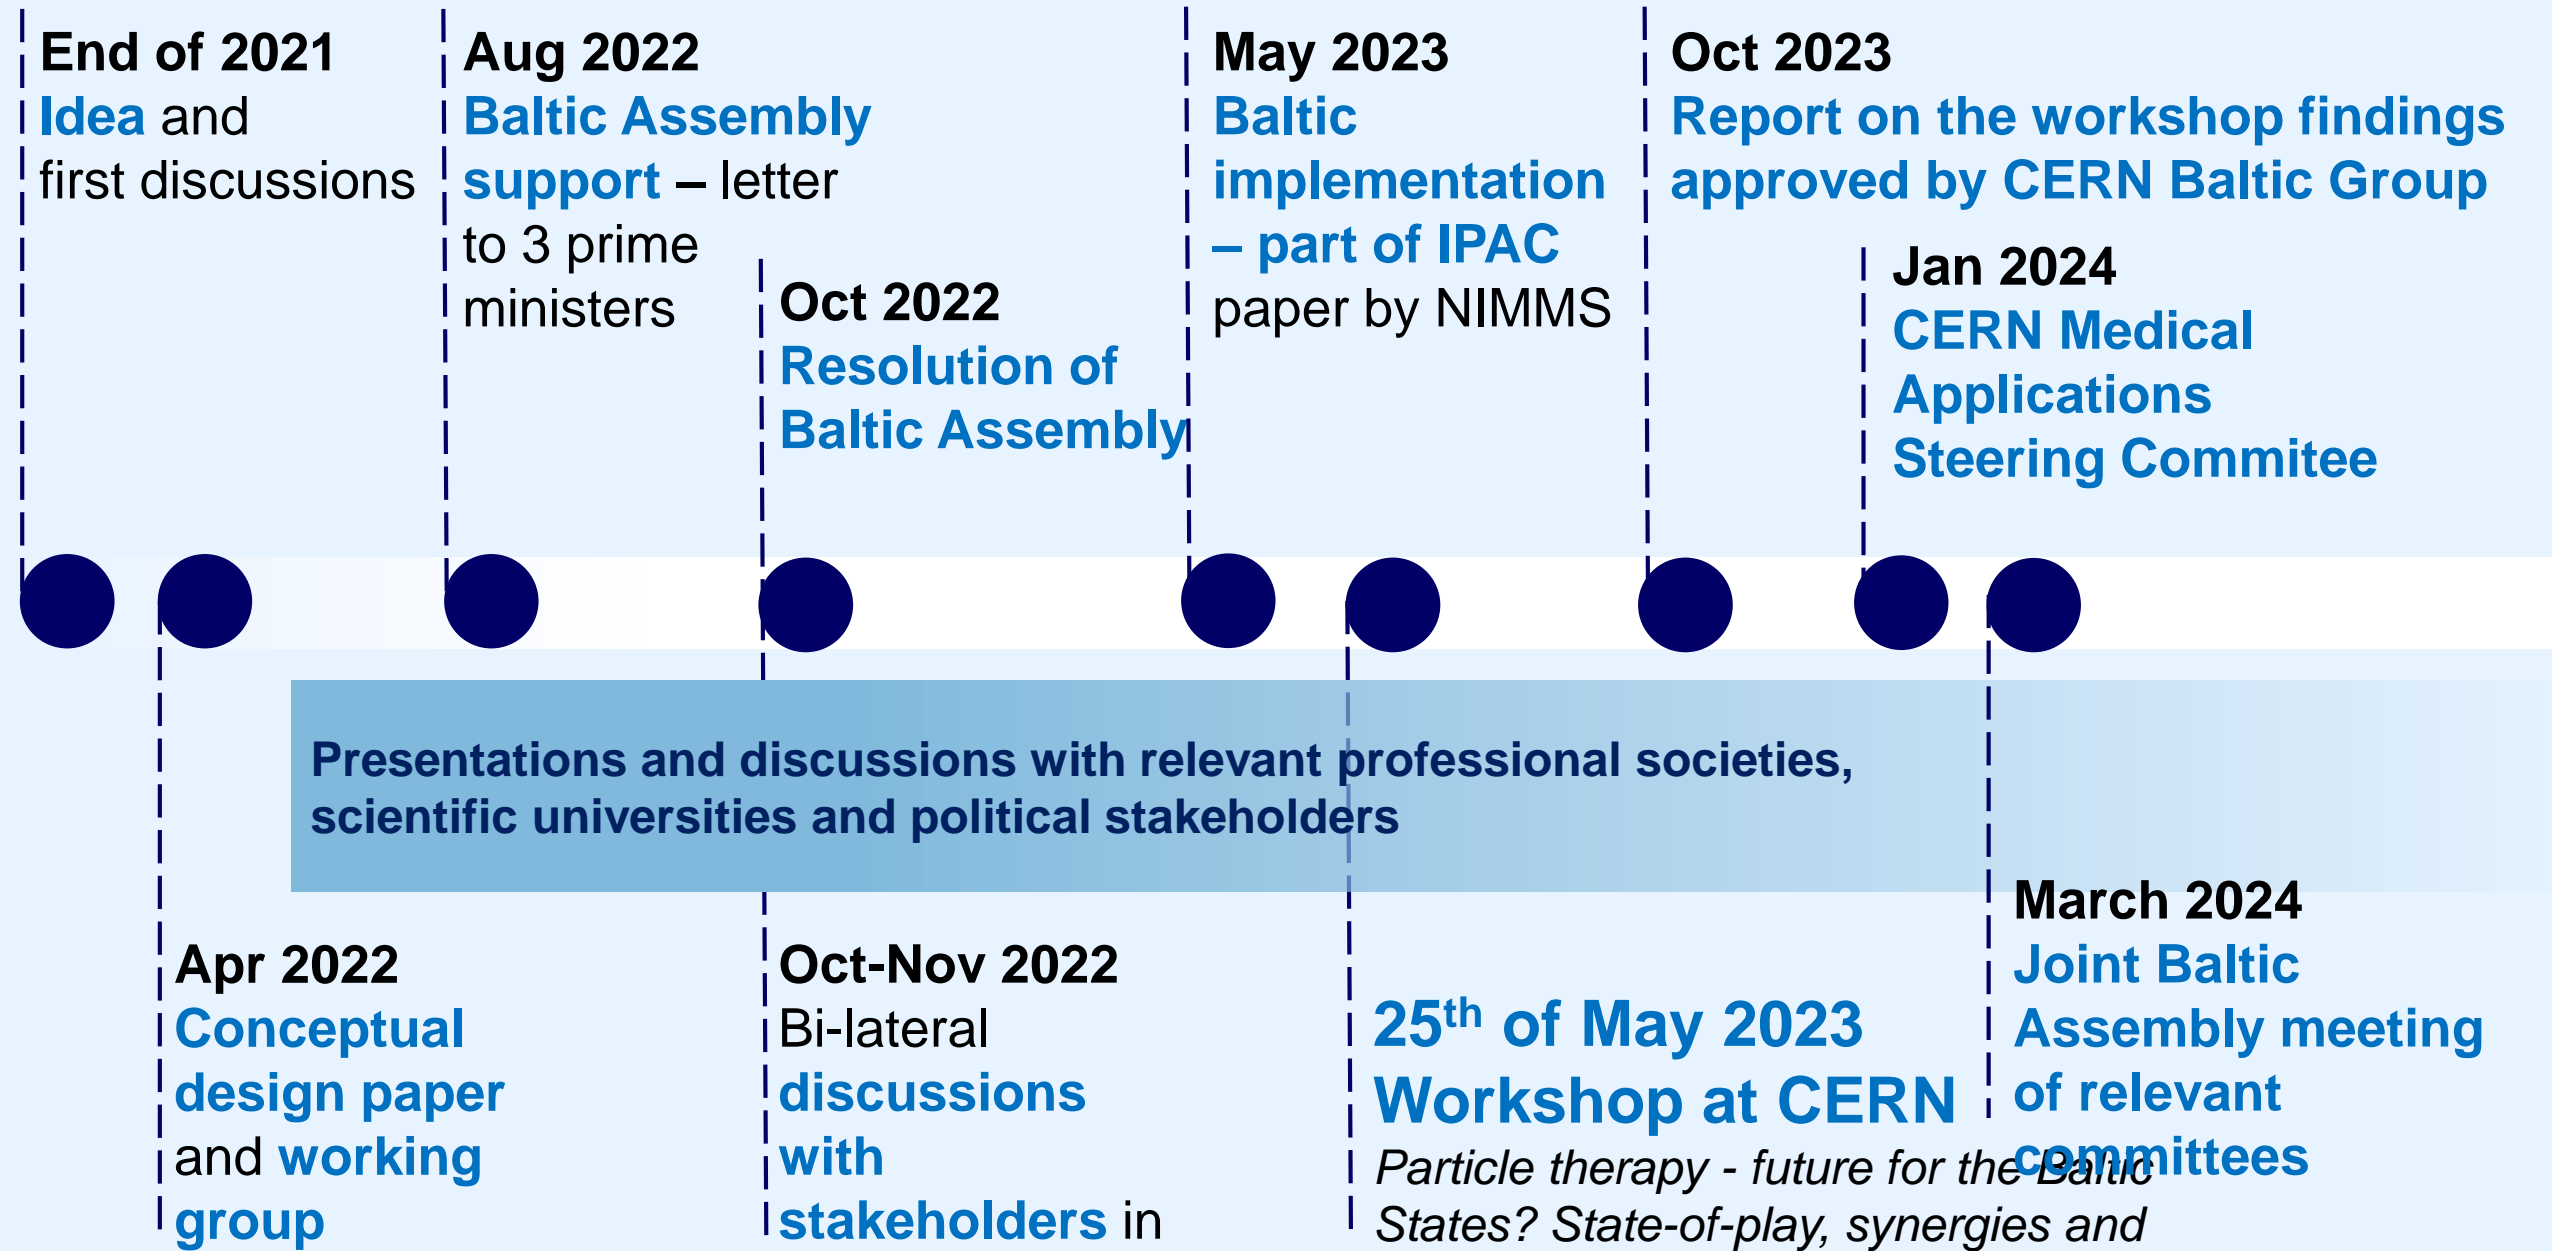 End of 2021
Idea and
first discussions
Aug 2022
Baltic Assembly
support – letter
to 3 prime
ministers
Oct 2022
Resolution of
Baltic Assembly
May 2023
Baltic
implementation
– part of IPAC
paper by NIMMS
Oct 2023
Report on the workshop findings
approved by CERN Baltic Group
Jan 2024
CERN Medical
Applications
Steering Commitee
Presentations and discussions with relevant professional societies,
scientific universities and political stakeholders
Apr 2022
Conceptual
design paper
and working
group
Oct-Nov 2022
Bi-lateral
discussions
with
stakeholders in
25th of May 2023
Workshop at CERN
Particle therapy - future for the Baltic
States? State-of-play, synergies and
March 2024
Joint Baltic
Assembly meeting
of relevant
committees